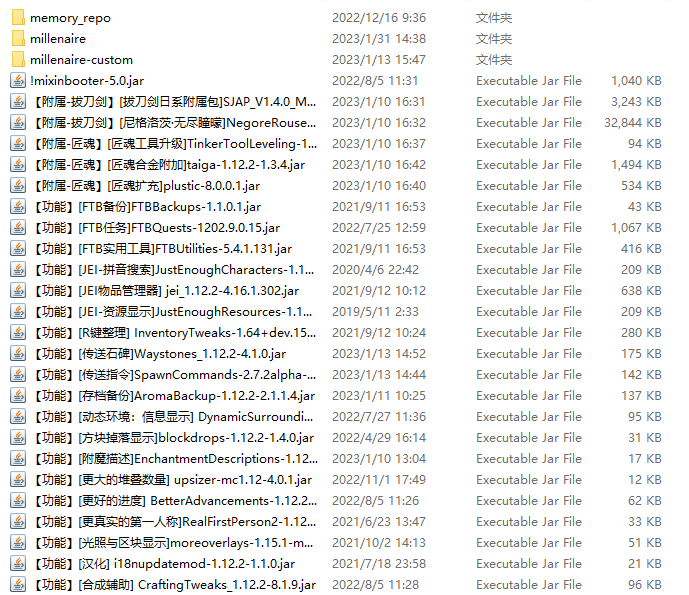 memory_repo 2022/12/16 9:36 文件夹
millenaire 2023/1/31 14:38 文件夹
millenaire-custom 2023/1/13 15:47 文件夹
!mixinbooter-5.0.jar 2022/8/5 11:31 Executable Jar File 1,040 KB
【附属-拔刀剑】[拔刀剑日系附属包]SJAP_V1.4.0_M... 2023/1/10 16:31 Executable Jar File 3,243 KB
【附属-拔刀剑】[尼格洛茨·无尽瞳曚]NegoreRouse... 2023/1/10 16:32 Executable Jar File 32,844 KB
【附属-匠魂】[匠魂工具升级]TinkerToolLeveling-1... 2023/1/10 16:37 Executable Jar File 94 KB
【附属-匠魂】[匠魂合金附加]taiga-1.12.2-1.3.4.jar 2023/1/10 16:42 Executable Jar File 1,494 KB
【附属-匠魂】[匠魂扩充]plustic-8.0.0.1.jar 2023/1/10 16:40 Executable Jar File 534 KB
【功能】[FTB备份]FTBBackups-1.1.0.1.jar 2021/9/11 16:53 Executable Jar File 43 KB
【功能】[FTB任务]FTBQuests-1202.9.0.15.jar 2022/7/25 12:59 Executable Jar File 1,067 KB
【功能】[FTB实用工具]FTBUtilities-5.4.1.131.jar 2021/9/11 16:53 Executable Jar File 416 KB
【功能】[JEI-拼音搜索]JustEnoughCharacters-1.1... 2020/4/6 22:42 Executable Jar File 209 KB
【功能】[JEI物品管理器] jei_1.12.2-4.16.1.302.jar 2021/9/12 10:12 Executable Jar File 638 KB
【功能】[JEI-资源显示]JustEnoughResources-1.1... 2019/5/11 2:33 Executable Jar File 209 KB
【功能】[R键整理] InventoryTweaks-1.64+dev.15... 2021/9/12 10:24 Executable Jar File 280 KB
【功能】[传送石碑]Waystones_1.12.2-4.1.0.jar 2023/1/13 14:52 Executable Jar File 175 KB
【功能】[传送指令]SpawnCommands-2.7.2alpha-... 2023/1/13 14:44 Executable Jar File 142 KB
【功能】[存档备份]AromaBackup-1.12.2-2.1.1.4.jar 2023/1/11 10:25 Executable Jar File 137 KB
【功能】[动态环境：信息显示] DynamicSurroundi... 2022/7/27 11:36 Executable Jar File 95 KB
【功能】[方块掉落显示]blockdrops-1.12.2-1.4.0.jar 2022/4/29 16:14 Executable Jar File 31 KB
【功能】[附魔描述]EnchantmentDescriptions-1.12... 2023/1/10 13:04 Executable Jar File 17 KB
【功能】[更大的堆叠数量] upsizer-mc1.12-4.0.1.jar 2022/11/1 17:49 Executable Jar File 12 KB
【功能】[更好的进度] BetterAdvancements-1.12.2... 2022/8/5 11:26 Executable Jar File 62 KB
【功能】[更真实的第一人称]RealFirstPerson2-1.12... 2021/6/23 13:47 Executable Jar File 33 KB
【功能】[光照与区块显示]moreoverlays-1.15.1-m... 2021/10/2 14:13 Executable Jar File 51 KB
【功能】[汉化] i18nupdatemod-1.12.2-1.1.0.jar 2021/7/18 23:58 Executable Jar File 21 KB
【功能】[合成辅助] CraftingTweaks_1.12.2-8.1.9.jar 2022/8/5 11:28 Executable Jar File 96 KB